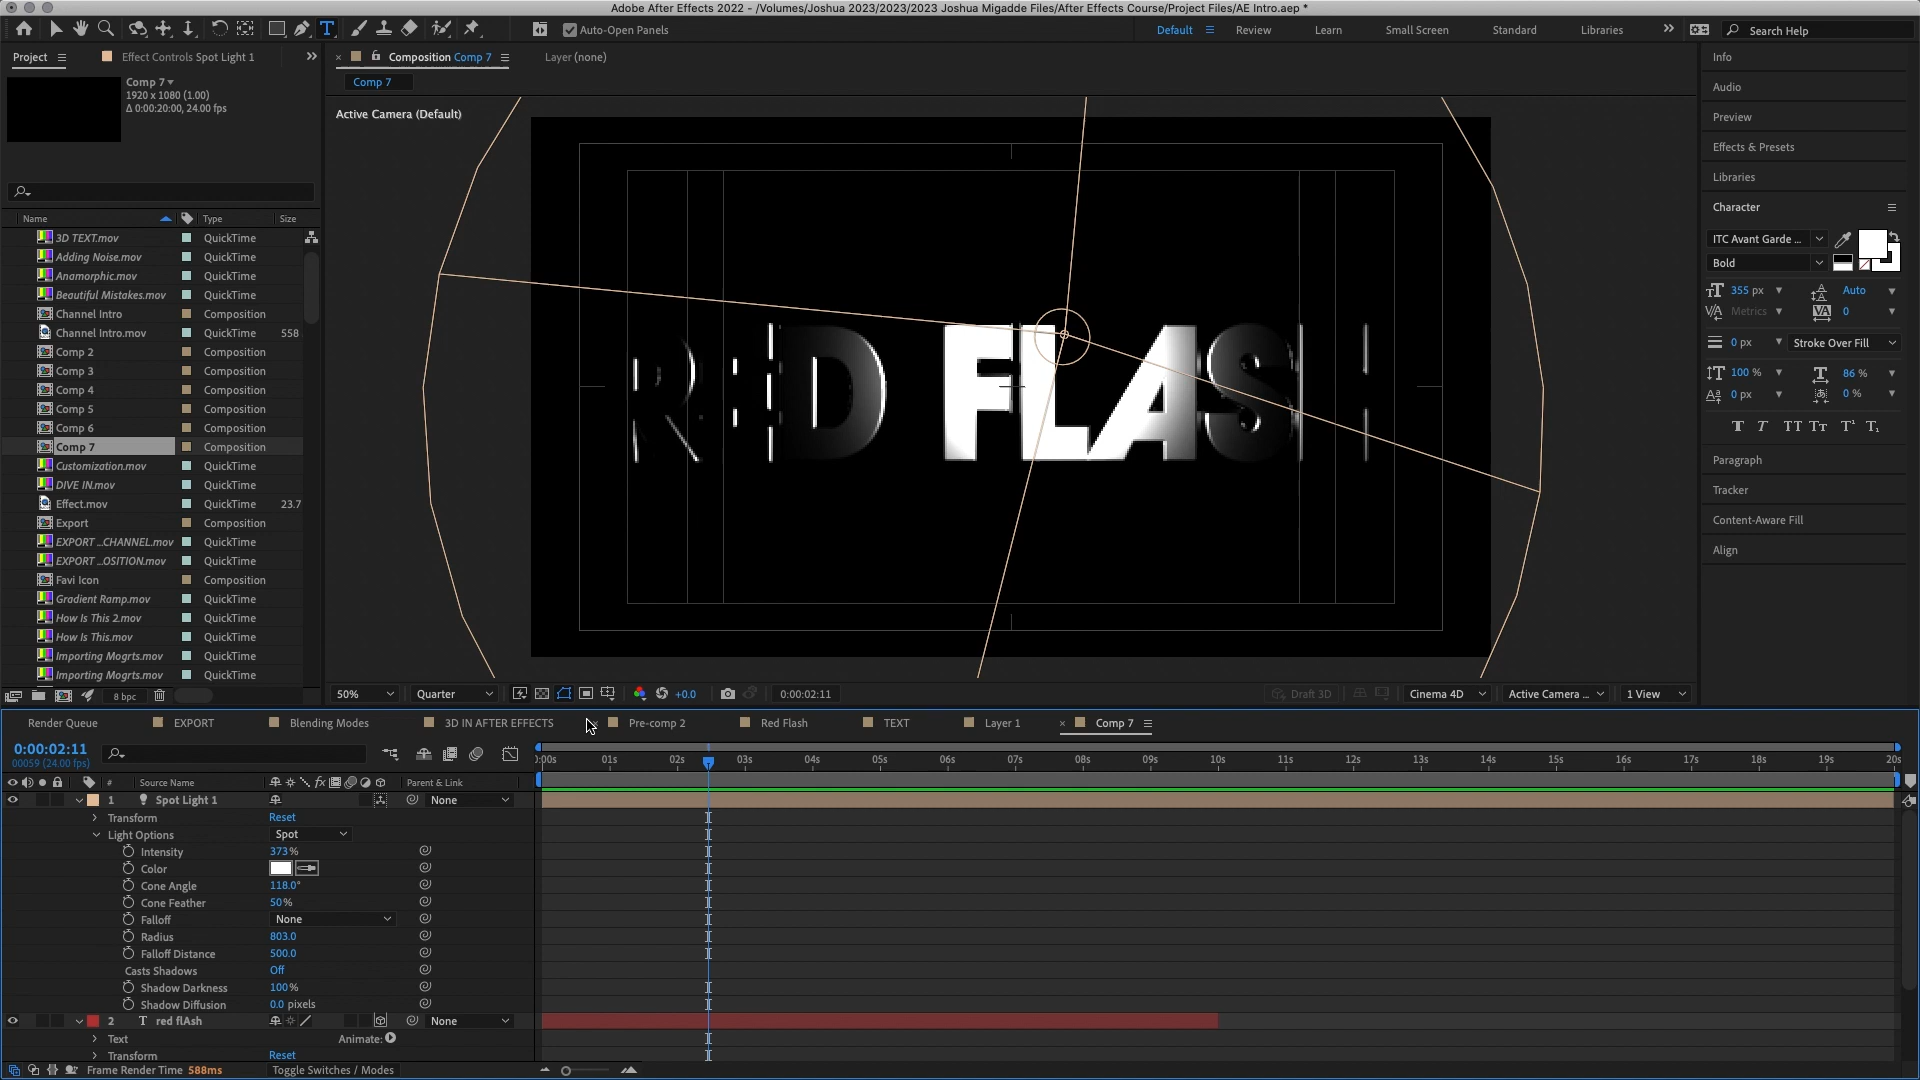 Adobe After Effects 2022 - /Volumes/Joshua 2023/2023/2023 Joshua Migadde Files/After Effects Course/Project Files/AE Intro.aep *
Auto-Open Panels
Default
Review
Learn
Small Screen
Standard
Libraries
Search Help
Project
Effect Controls Spot Light 1
Comp 7
1920 x 1080 (1.00)
Δ 0:00:20:00, 24.00 fps
Name Type Size
3D TEXT.mov QuickTime
Adding Noise.mov QuickTime
Anamorphic.mov QuickTime
Beautiful Mistakes.mov QuickTime
Channel Intro Composition
Channel Intro.mov QuickTime 558
Comp 2 Composition
Comp 3 Composition
Comp 4 Composition
Comp 5 Composition
Comp 6 Composition
Comp 7 Composition
Customization.mov QuickTime
DIVE IN.mov QuickTime
Effect.mov QuickTime 23.7
Export Composition
EXPORT ...CHANNEL.mov QuickTime
EXPORT ...OSITION.mov QuickTime
Favi Icon Composition
Gradient Ramp.mov QuickTime
How Is This 2.mov QuickTime
How Is This.mov QuickTime
Importing Mogrts.mov QuickTime
Importing Mogrts.mov QuickTime
8 bpc
Composition Comp 7
Layer (none)
Comp 7
Active Camera (Default)
RED FLASH
50% Quarter +0.0 0:00:02:11 Draft 3D Cinema 4D Active Camera ... 1 View
Info
Audio
Preview
Effects & Presets
Libraries
Character
ITC Avant Garde ...
Bold
355 px Auto
Metrics 0
0 px Stroke Over Fill
100 % 86 %
0 px 0 %
T T TT Tt T¹ T₁
Paragraph
Tracker
Content-Aware Fill
Align
Render Queue EXPORT Blending Modes 3D IN AFTER EFFECTS Pre-comp 2 Red Flash TEXT Layer 1 Comp 7
0:00:02:11
00059 (24.00 fps)
:00s 01s 02s 03s 04s 05s 06s 07s 08s 09s 10s 11s 12s 13s 14s 15s 16s 17s 18s 19s 20s
# Source Name fx Parent & Link
1 Spot Light 1 None
Transform Reset
Light Options Spot
Intensity 373%
Color
Cone Angle 118.0°
Cone Feather 50%
Falloff None
Radius 803.0
Falloff Distance 500.0
Casts Shadows Off
Shadow Darkness 100%
Shadow Diffusion 0.0 pixels
2 T red flAsh None
Text Animate:
Transform Reset
Frame Render Time 588ms Toggle Switches / Modes